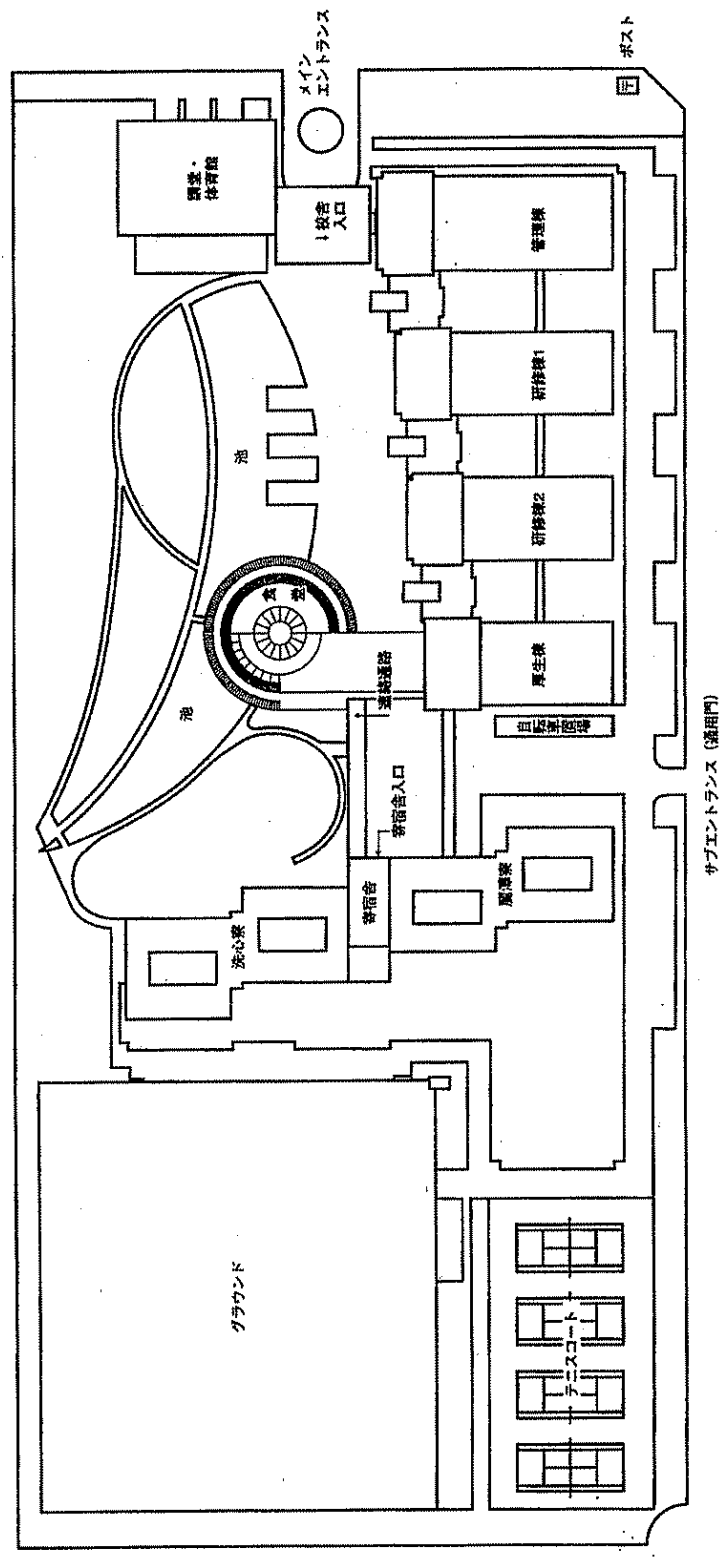 メイン
エントランス
ポスト
〒
講堂・
体育館
↓校舎
入口
管理棟
研修棟1
研修棟2
厚生棟
池
食堂
池
連絡通路
自転車置場
寄宿舎入口
寄宿舎
洗心寮
麗澤寮
サブエントランス（通用門）
グラウンド
テニスコート